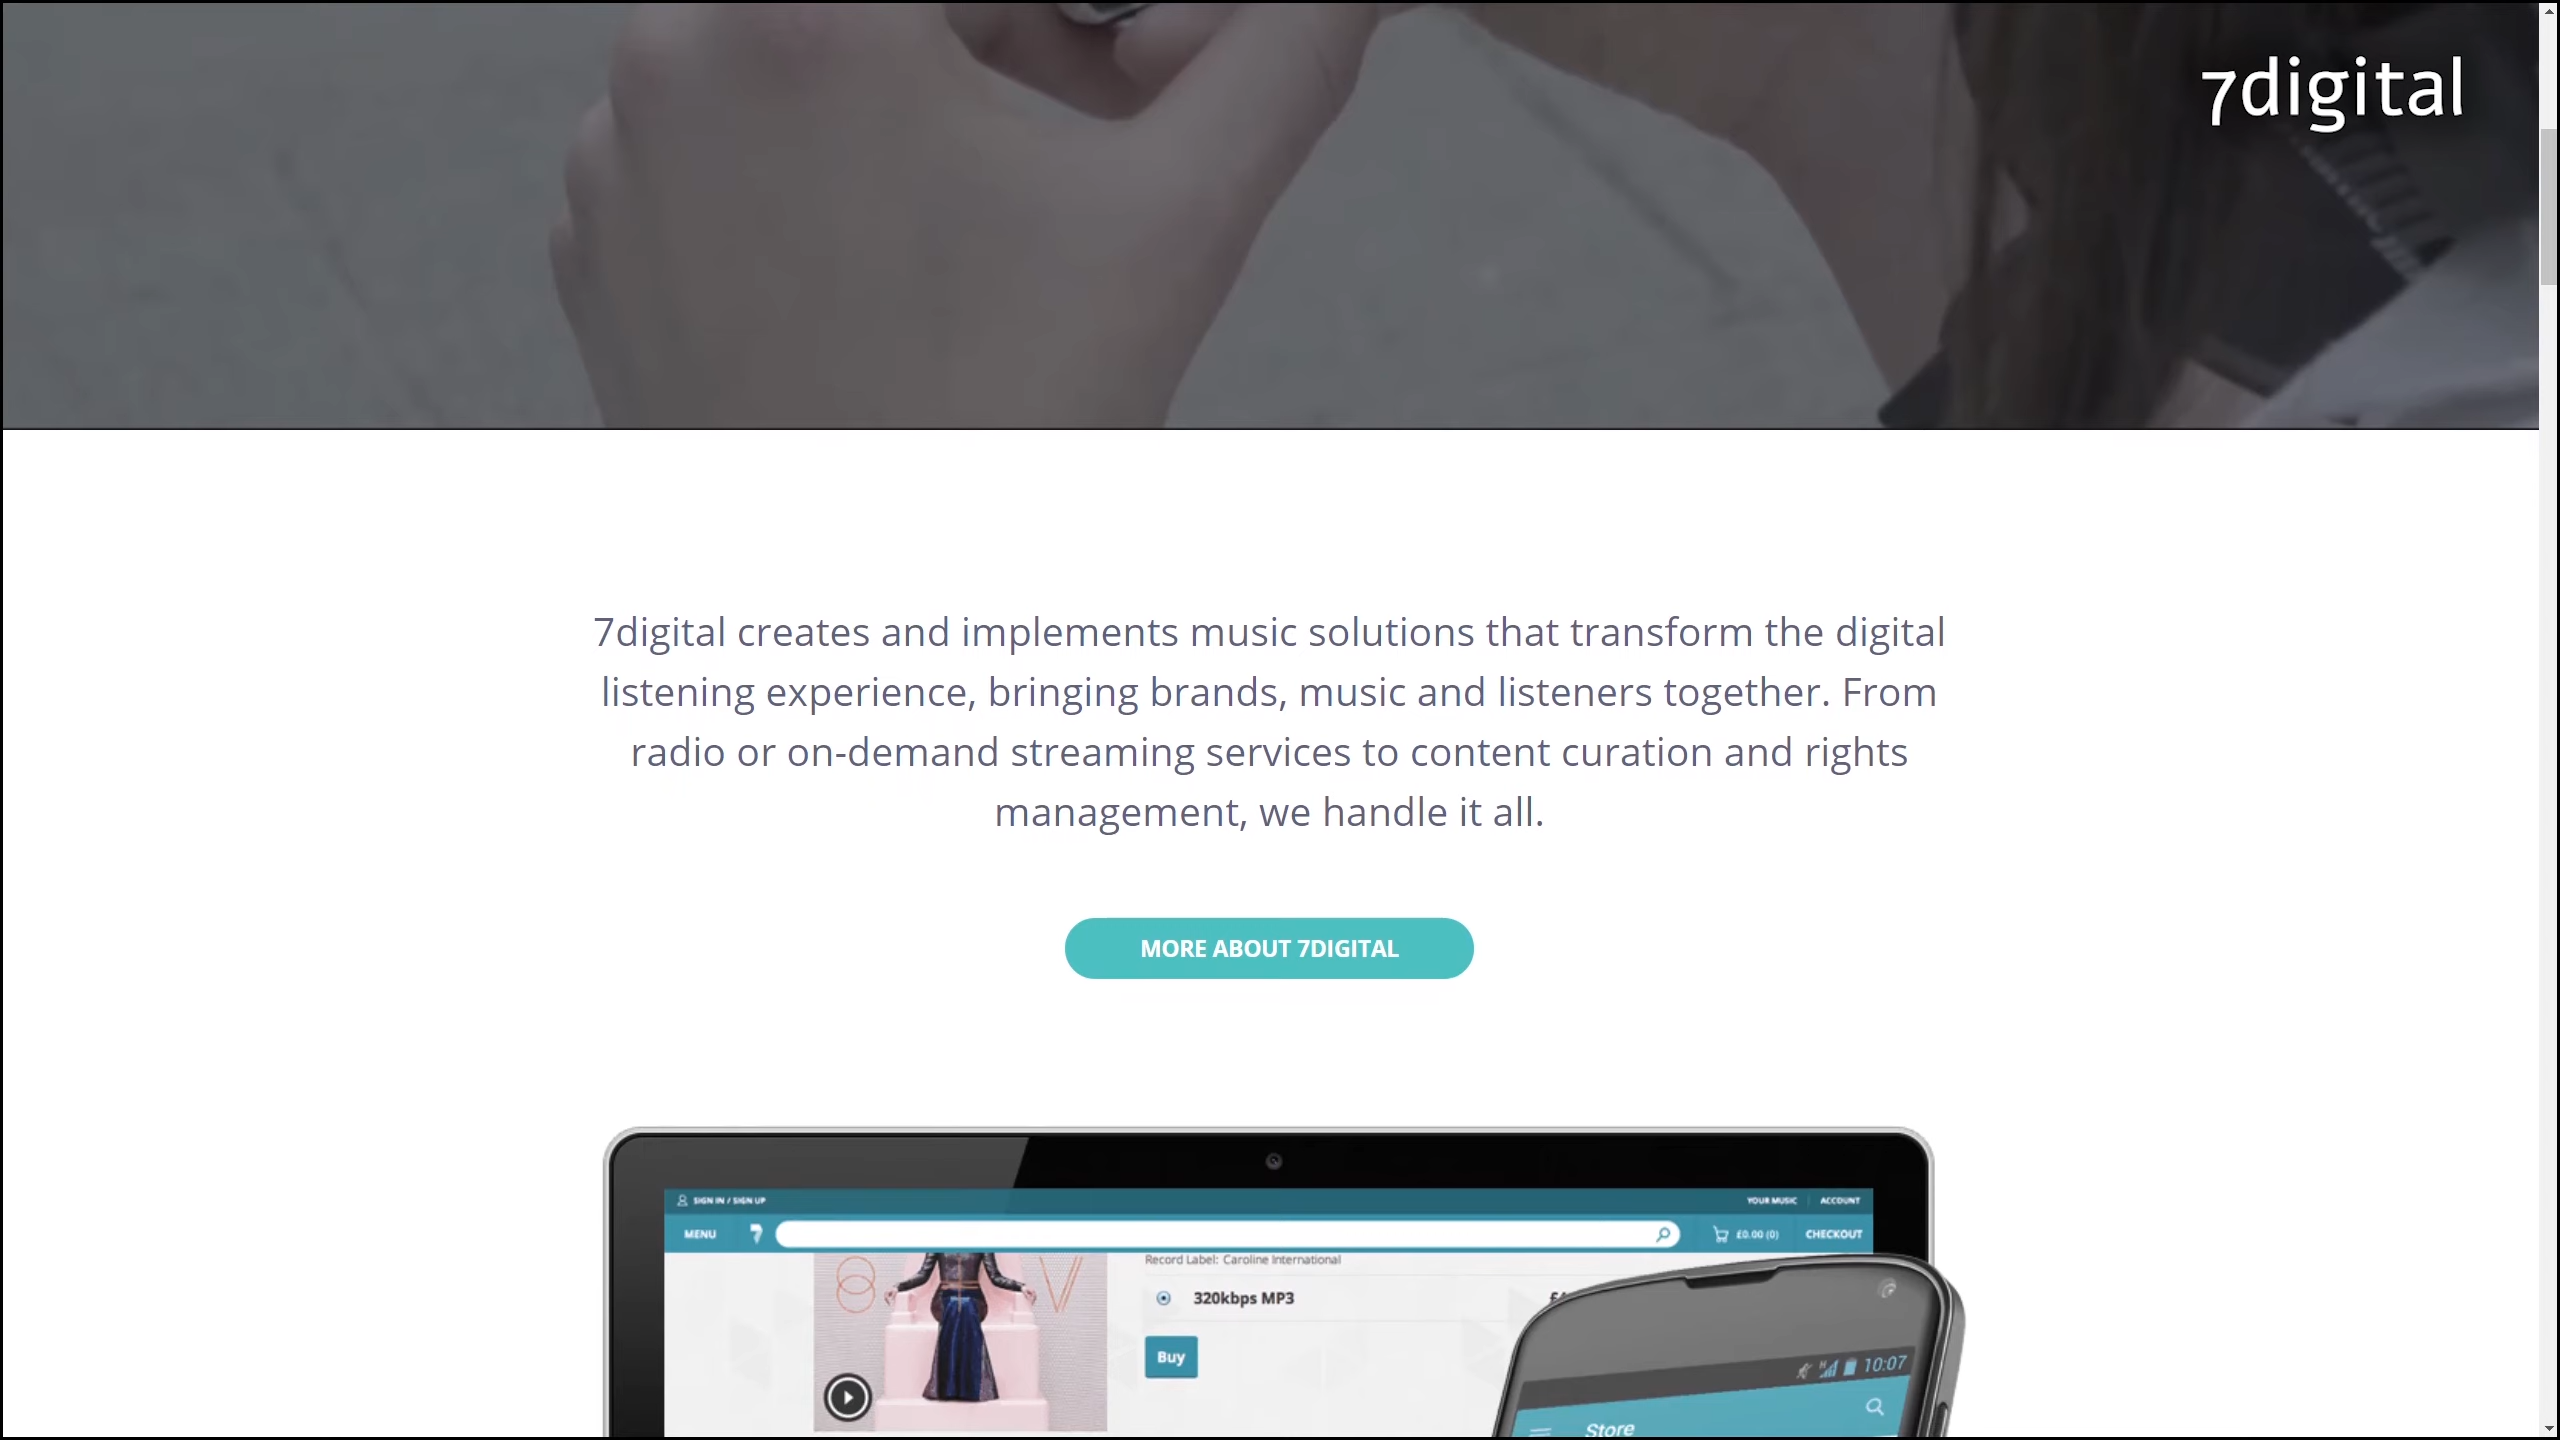 7digital
7digital creates and implements music solutions that transform the digital
listening experience, bringing brands, music and listeners together. From
radio or on-demand streaming services to content curation and rights
management, we handle it all.
MORE ABOUT 7DIGITAL
SIGN IN / SIGN UP
YOUR MUSIC
ACCOUNT
MENU
7
£0.00 (0)
CHECKOUT
Record Label: Caroline International
320kbps MP3
Buy
H
10:07
Store